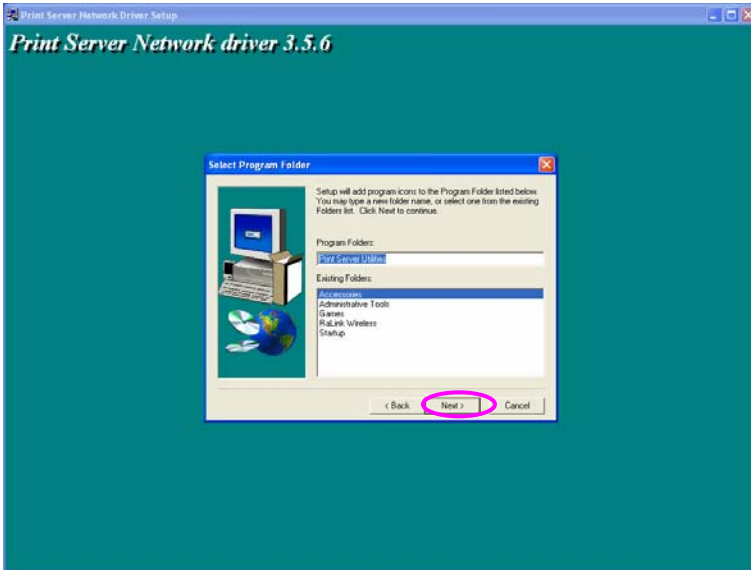 Print Server Network Driver Setup
Print Server Network driver 3.5.6
Select Program Folder
Setup will add program icons to the Program Folder listed below.
You may type a new folder name, or select one from the existing
Folders list. Click Next to continue.
Program Folders:
Print Server Utilities
Existing Folders:
Accessories
Administrative Tools
Games
RaLink Wireless
Startup
< Back
Next >
Cancel